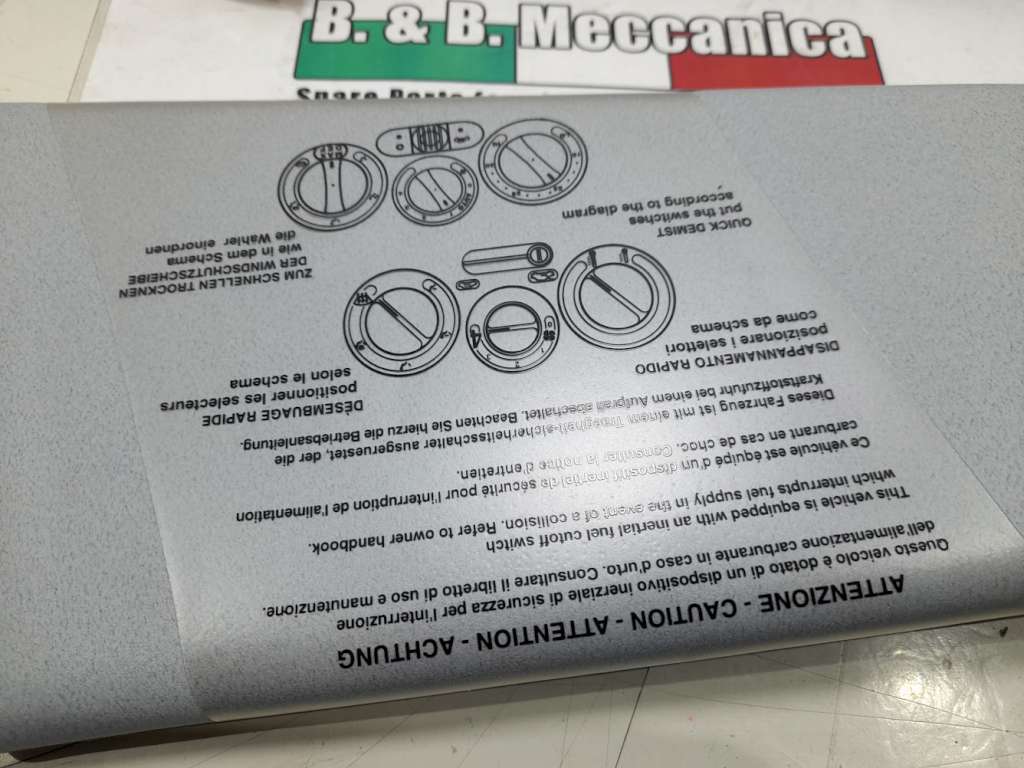 B. & B. Meccanica
Spare Parts
ATTENZIONE - CAUTION - ATTENTION - ACHTUNG
Questo veicolo è dotato di un dispositivo inerziale di sicurezza per l'interruzione
dell'alimentazione carburante in caso d'urto. Consultare il libretto di uso e manutenzione.
This vehicle is equipped with an inertial fuel cutoff switch
which interrupts fuel supply in the event of a collision. Refer to owner handbook.
Ce véhicule est équipé d'un dispositif inertiel de sécurité pour l'interruption de l'alimentation
carburant en cas de choc. Consulter la notice d'entretien.
Dieses Fahrzeug ist mit einem Traegheit-sicherheitsschalter ausgeruestet, der die
Kraftstoffzufuhr bei einem Aufprall abschaltet. Beachten Sie hierzu die Betriebsanleitung.
DISAPPANNAMENTO RAPIDO
posizionare i selettori
come da schema
DÉSEMBUAGE RAPIDE
positionner les selecteurs
selon le schema
QUICK DEMIST
put the switches
according to the diagram
ZUM SCHNELLEN TROCKNEN
DER WINDSCHUTZSCHEIBE
wie in dem Schema
die Wahler einordnen
MAX
DEF
AUTO